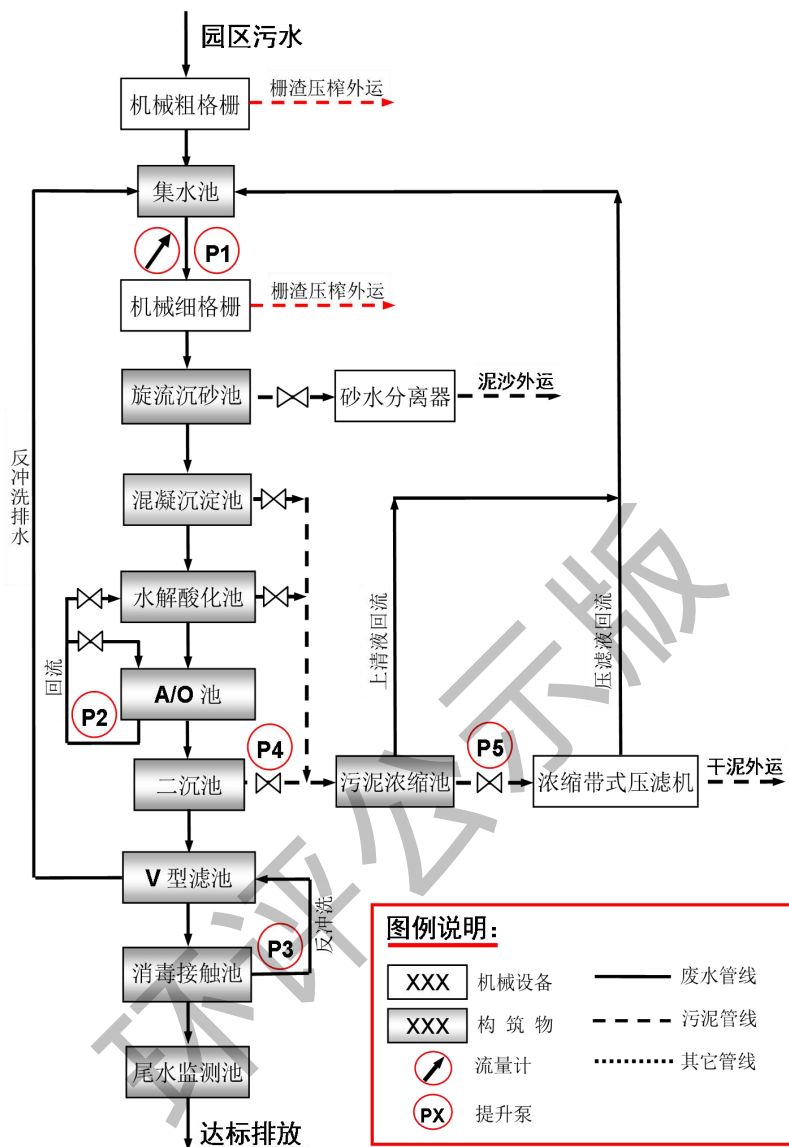 园区污水
机械粗格栅
栅渣压榨外运
集水池
P1
机械细格栅
栅渣压榨外运
旋流沉砂池
砂水分离器
泥沙外运
反冲洗排水
混凝沉淀池
水解酸化池
上清液回流
压滤液回流
回流
A/O 池
P2
P4
P5
二沉池
污泥浓缩池
浓缩带式压滤机
干泥外运
V 型滤池
反冲洗
P3
消毒接触池
尾水监测池
达标排放
图例说明:
XXX 机械设备
废水管线
XXX 构筑物
污泥管线
流量计
其它管线
PX 提升泵
环评公示版